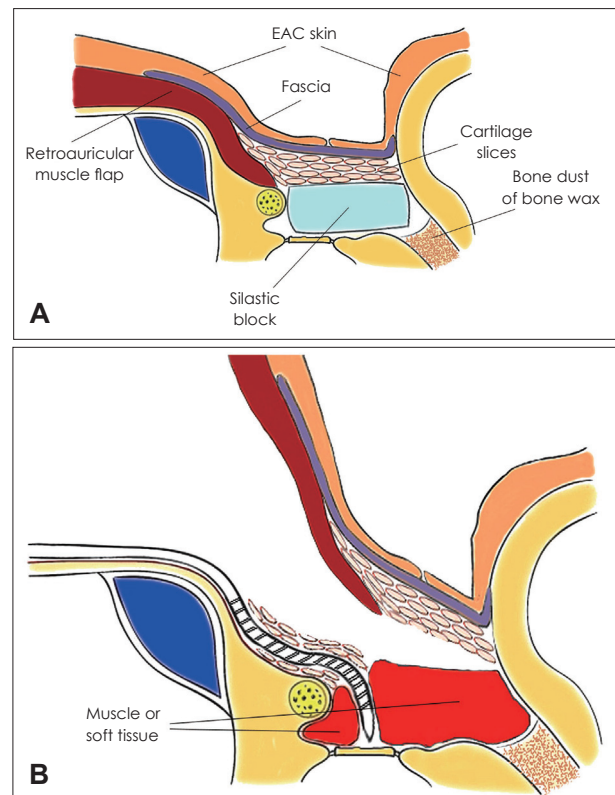 EAC skin
Fascia
Retroauricular
muscle flap
Cartilage
slices
Bone dust
of bone wax
Silastic
block
A
Muscle or
soft tissue
B